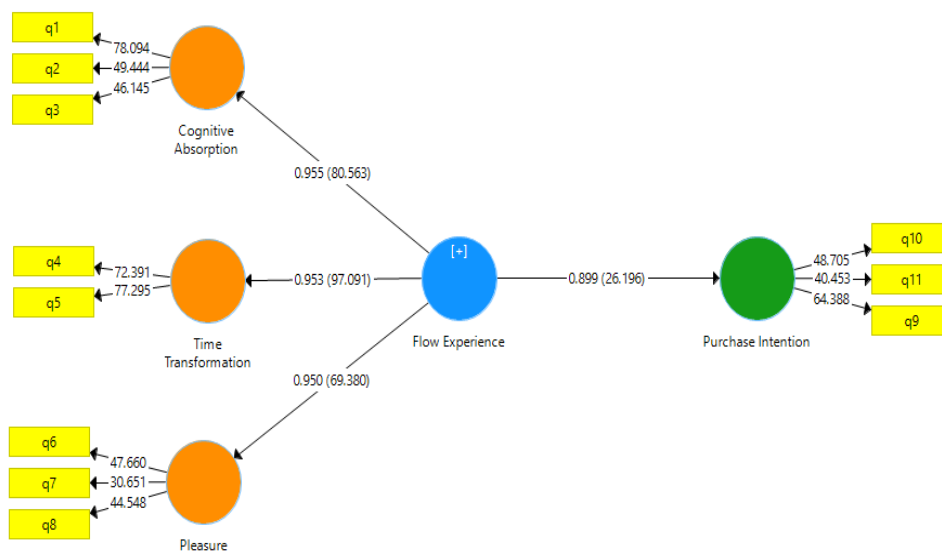 q1
78.094
q2
49.444
46.145
q3
Cognitive
Absorption
0.955 (80.563)
[+]
q10
48.705
q4
72.391
0.953 (97.091)
0.899 (26.196)
40.453
q11
q5
77.295
64.388
q9
Time
Transformation
Flow Experience
Purchase Intention
0.950 (69.380)
q6
47.660
q7
30.651
44.548
q8
Pleasure